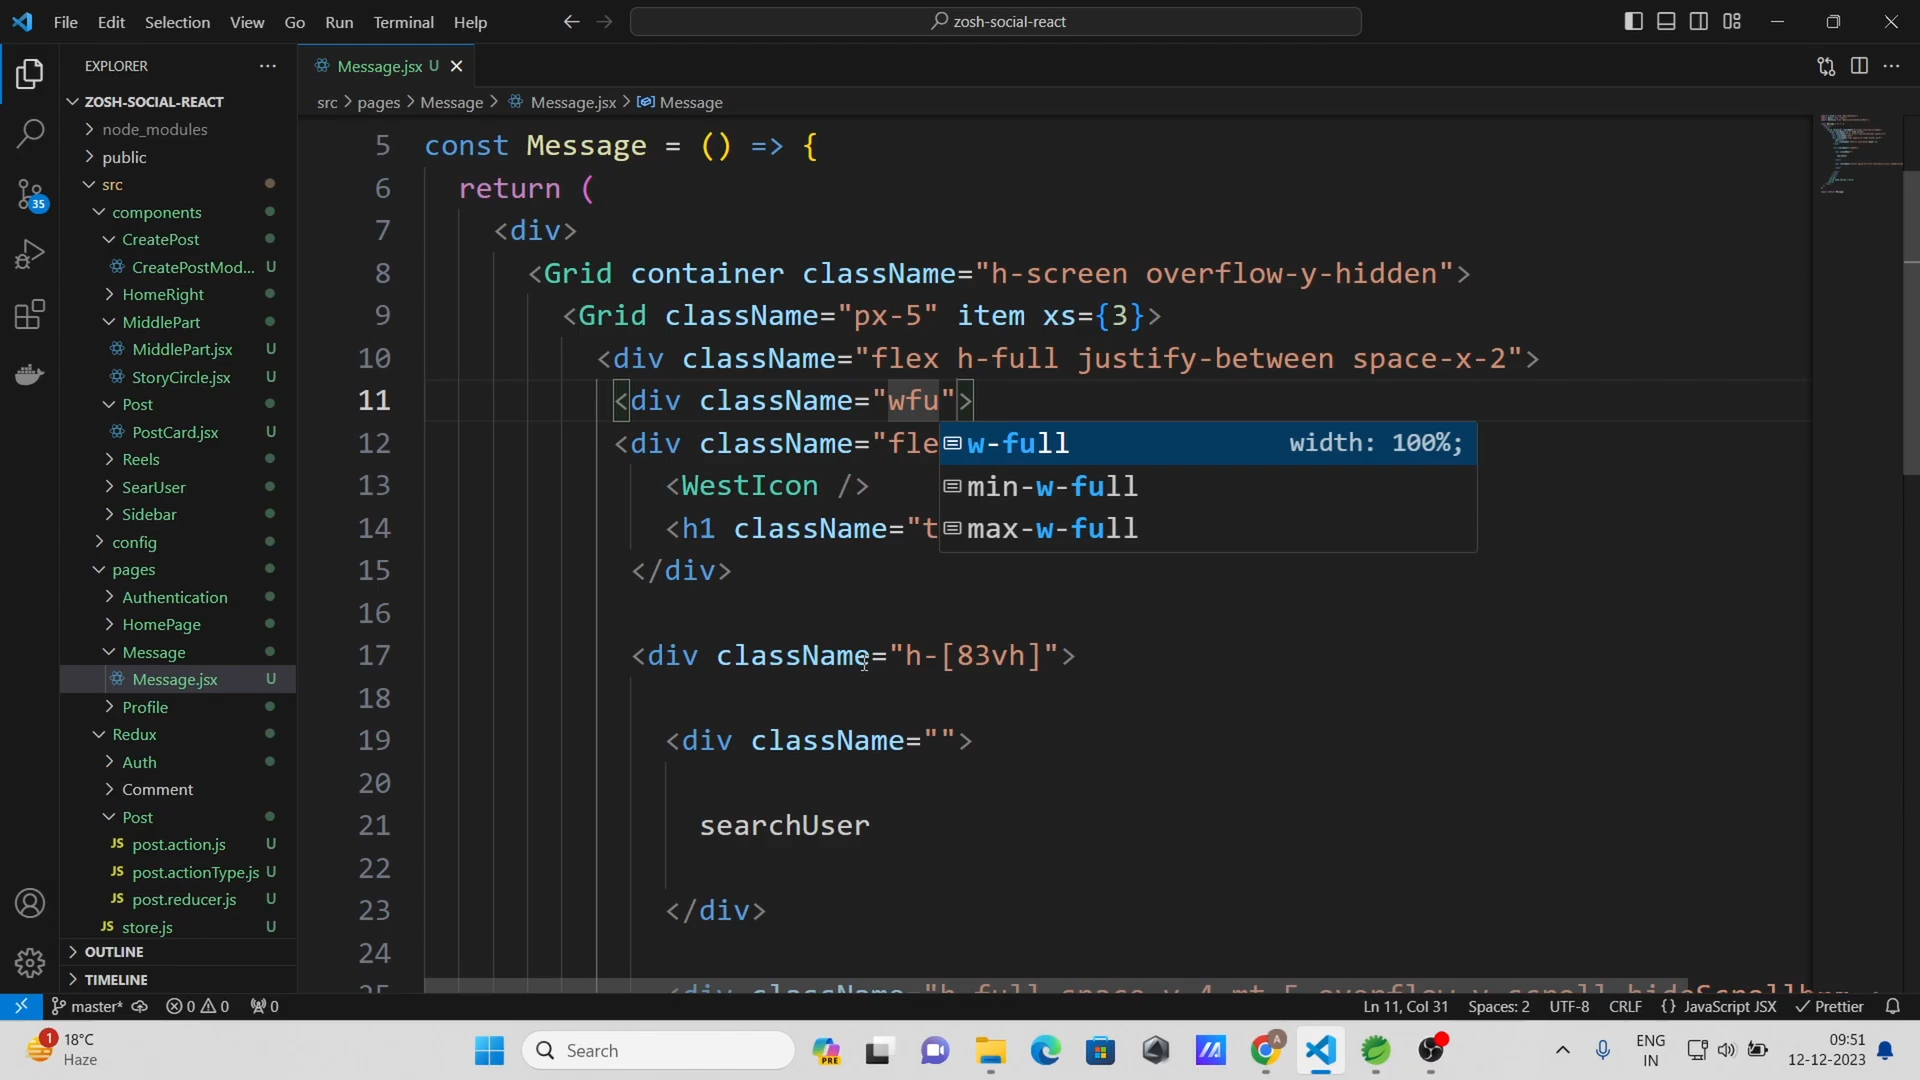 File Edit Selection View Go Run Terminal Help
zosh-social-react
EXPLORER
ZOSH-SOCIAL-REACT
node_modules
public
src
components
CreatePost
CreatePostMod... U
HomeRight
MiddlePart
MiddlePart.jsx U
StoryCircle.jsx U
Post
PostCard.jsx U
Reels
SearUser
Sidebar
config
pages
Authentication
HomePage
Message
Message.jsx U
Profile
Redux
Auth
Comment
Post
JS post.action.js U
JS post.actionType.js U
JS post.reducer.js U
JS store.js U
OUTLINE
TIMELINE
35
Message.jsx U
src > pages > Message > Message.jsx > Message
5 const Message = () => {
6 return (
7 <div>
8 <Grid container className="h-screen overflow-y-hidden">
9 <Grid className="px-5" item xs={3}>
10 <div className="flex h-full justify-between space-x-2">
11 <div className="wfu">
12 <div className="fle
13 <WestIcon />
14 <h1 className="t
15 </div>
16
17 <div className="h-[83vh]">
18
19 <div className="">
20
21 searchUser
22
23 </div>
24
w-full width: 100%;
min-w-full
max-w-full
master* 0 0 0
Ln 11, Col 31 Spaces: 2 UTF-8 CRLF {} JavaScript JSX Prettier
1
18°C
Haze
Search
PRE
A
ENG
IN
09:51
12-12-2023